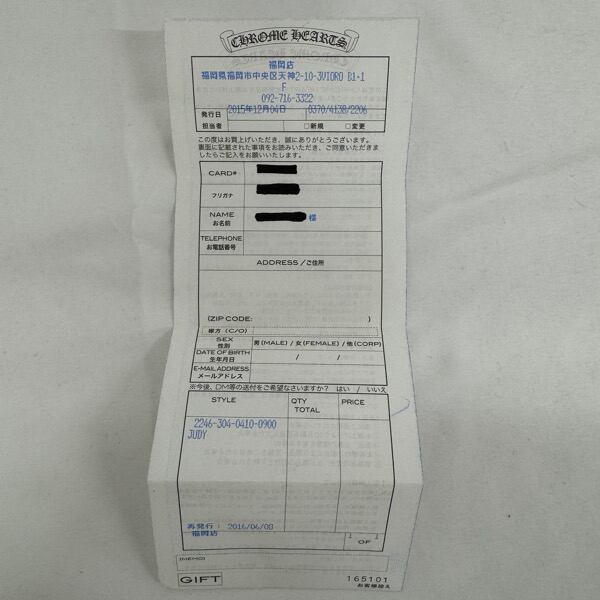 CHROME HEARTS
福岡店
福岡県福岡市中央区天神2-10-3VIORO B1・1
F
092-716-3322
発行日 2015年12月04日 0370/4138/2206
担当者 □新規 □変更
この度はお買上げいただき、誠にありがとうございます。
裏面に記載された事項をお読みいただき、ご同意いただきま
したらご記入をお願いいたします。
CARD#
フリガナ
NAME
お名前 様
TELEPHONE
お電話番号
ADDRESS /ご住所
(ZIP CODE: )
様方 (C/O)
SEX
性別 男(MALE) / 女(FEMALE) / 他(CORP)
DATE OF BIRTH
生年月日 / /
E-MAIL ADDRESS
メールアドレス
※今後、DM等の送付をご希望なさいますか? はい / いいえ
STYLE QTY TOTAL PRICE
2246-304-0410-0900
JUDY
再発行: 2016/06/08
福岡店
1 1
OF
(MEMO)
GIFT 165101
お客様控え